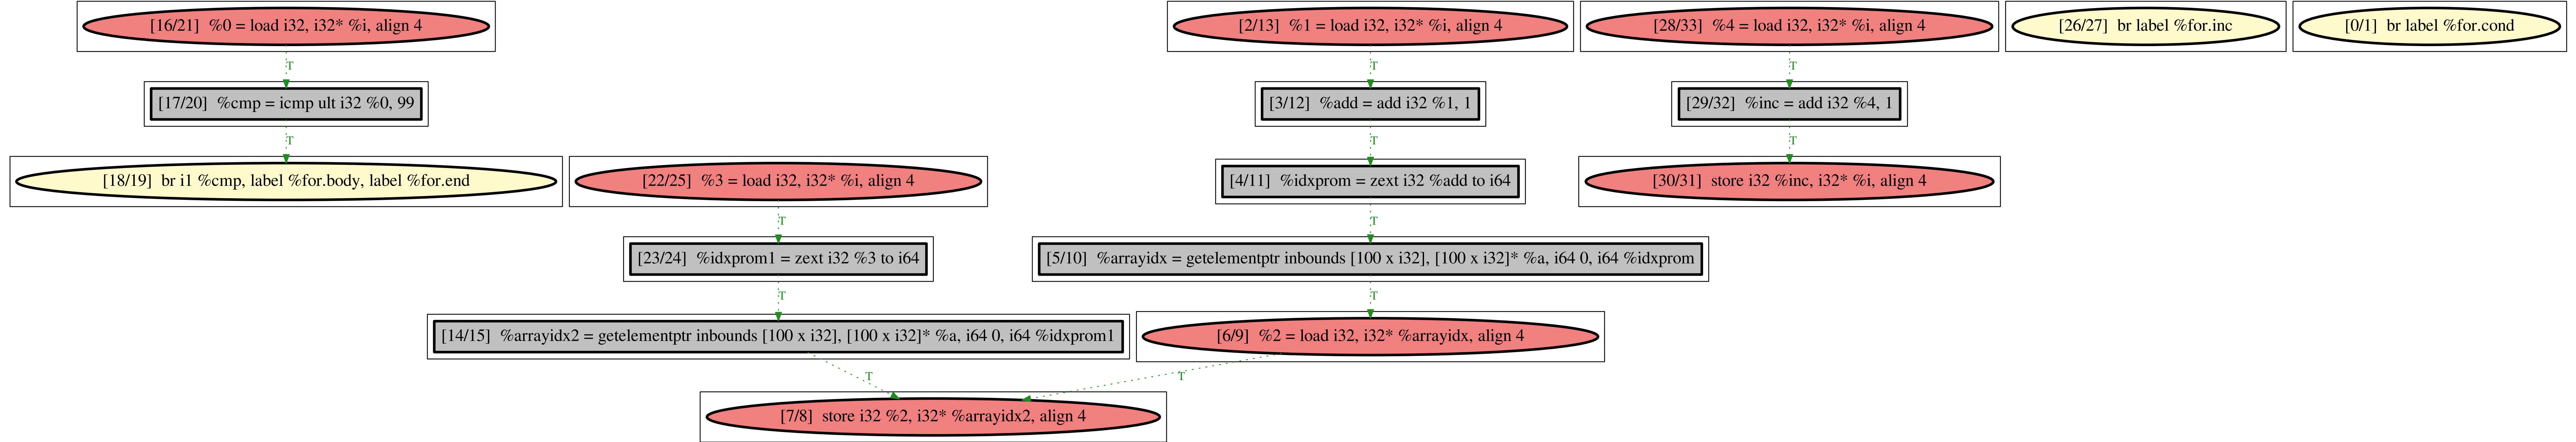 [16/21]  %0 = load i32, i32* %i, align 4
[2/13]  %1 = load i32, i32* %i, align 4
[28/33]  %4 = load i32, i32* %i, align 4
[26/27]  br label %for.inc
[0/1]  br label %for.cond
T
T
T
[17/20]  %cmp = icmp ult i32 %0, 99
[3/12]  %add = add i32 %1, 1
[29/32]  %inc = add i32 %4, 1
T
T
T
[18/19]  br i1 %cmp, label %for.body, label %for.end
[22/25]  %3 = load i32, i32* %i, align 4
[4/11]  %idxprom = zext i32 %add to i64
[30/31]  store i32 %inc, i32* %i, align 4
T
T
[23/24]  %idxprom1 = zext i32 %3 to i64
[5/10]  %arrayidx = getelementptr inbounds [100 x i32], [100 x i32]* %a, i64 0, i64 %idxprom
T
T
[14/15]  %arrayidx2 = getelementptr inbounds [100 x i32], [100 x i32]* %a, i64 0, i64 %idxprom1
[6/9]  %2 = load i32, i32* %arrayidx, align 4
T
T
[7/8]  store i32 %2, i32* %arrayidx2, align 4